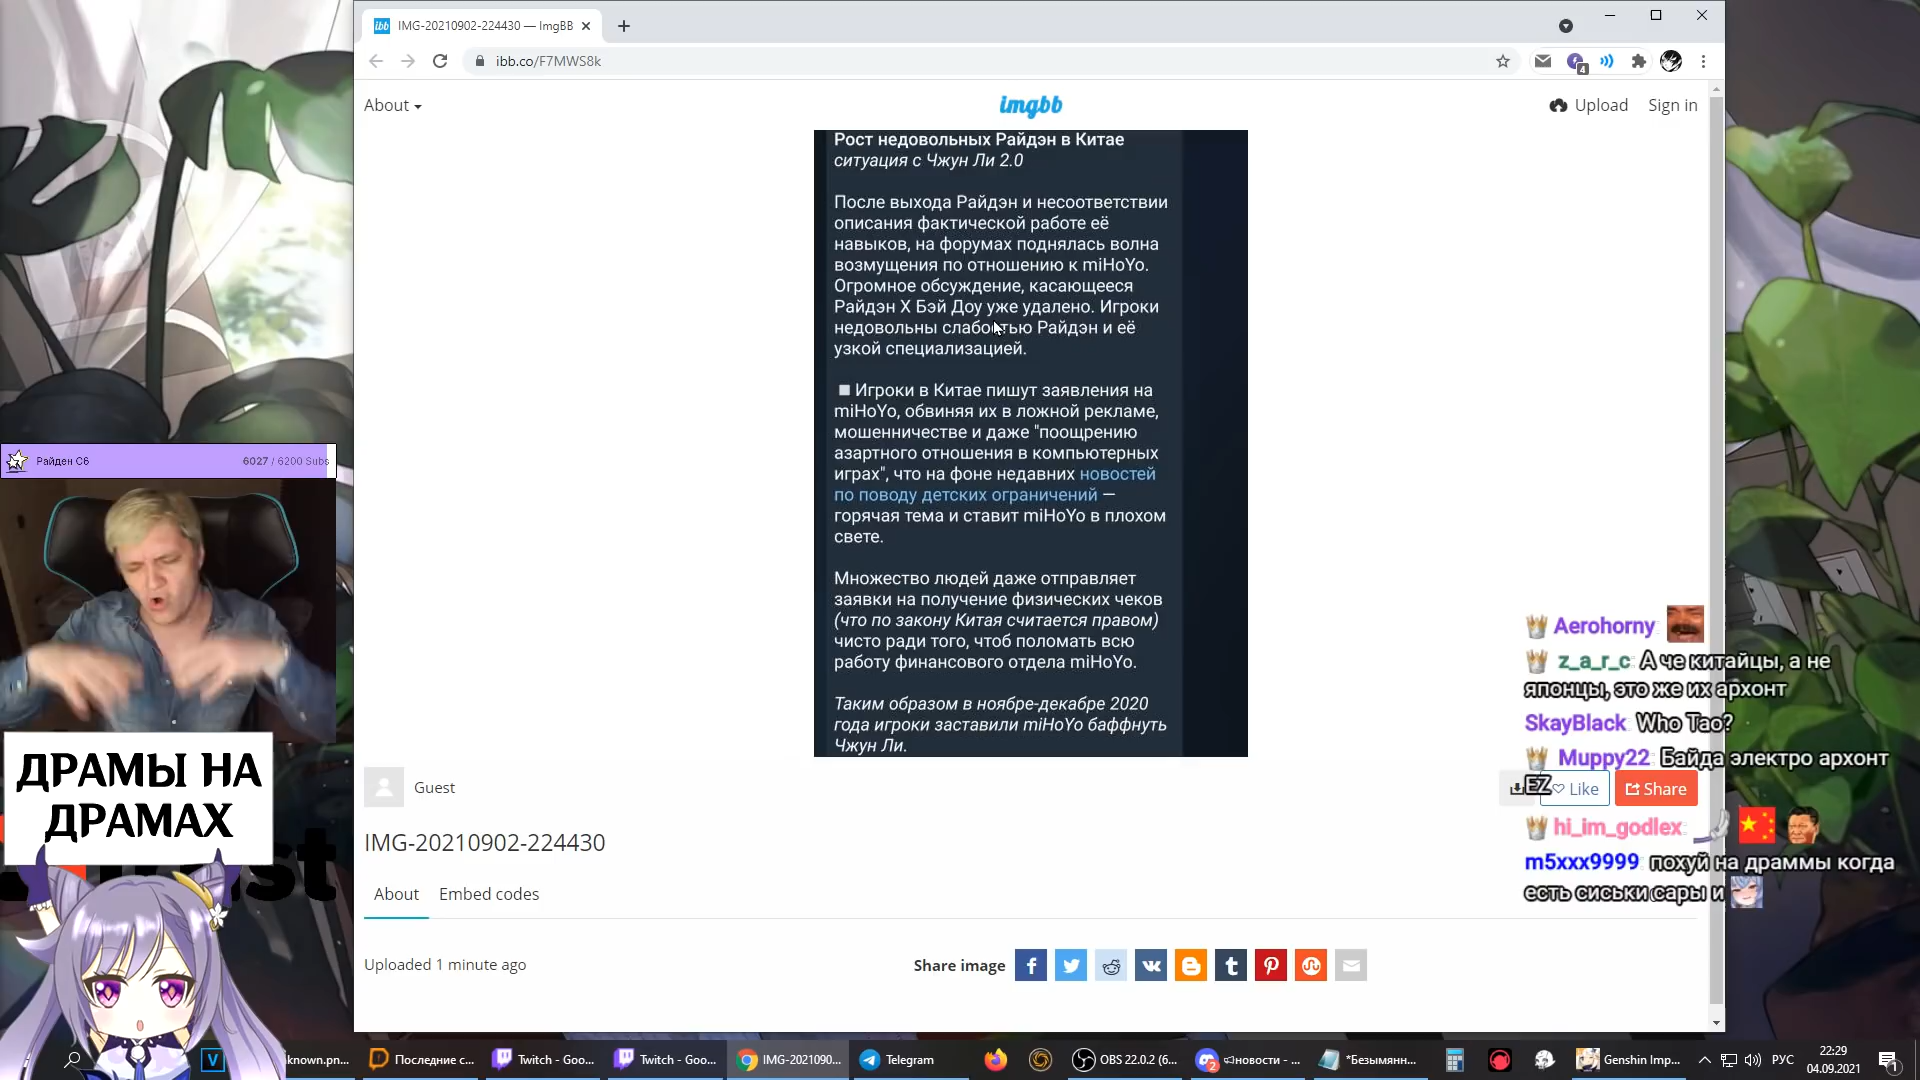 IMG-20210902-224430 — ImgBB
ibb.co/F7MWS8k
4
About
imgbb
Upload
Sign in
Рост недовольных Райдэн в Китае
ситуация с Чжун Ли 2.0
После выхода Райдэн и несоответствии
описания фактической работе её
навыков, на форумах поднялась волна
возмущения по отношению к miHoYo.
Огромное обсуждение, касающееся
Райдэн X Бэй Доу уже удалено. Игроки
недовольны слабостью Райдэн и её
узкой специализацией.
Игроки в Китае пишут заявления на
miHoYo, обвиняя их в ложной рекламе,
мошенничестве и даже "поощрению
азартного отношения в компьютерных
играх", что на фоне недавних новостей
по поводу детских ограничений —
горячая тема и ставит miHoYo в плохом
свете.
Множество людей даже отправляет
заявки на получение физических чеков
(что по закону Китая считается правом)
чисто ради того, чтоб поломать всю
работу финансового отдела miHoYo.
Таким образом в ноябре-декабре 2020
года игроки заставили miHoYo баффнуть
Чжун Ли.
Райден С6
6027 / 6200 Subs
ДРАМЫ НА
ДРАМАХ
st
Aerohorny
z_a_r_c: А че китайцы, а не
японцы, это же их архонт
SkayBlack Who Tao?
Muppy22 Байда электро архонт
EZ
hi_im_godlex
m5xxx9999 похуй на драммы когда
есть сиськи сары и
Guest
Like
Share
IMG-20210902-224430
About
Embed codes
Uploaded 1 minute ago
Share image
known.pn...
Последние с...
Twitch - Goo...
Twitch - Goo...
IMG-2021090...
Telegram
OBS 22.0.2 (6...
2
новости - ...
*Безымянн...
Genshin Imp...
РУС
22:29
04.09.2021
1